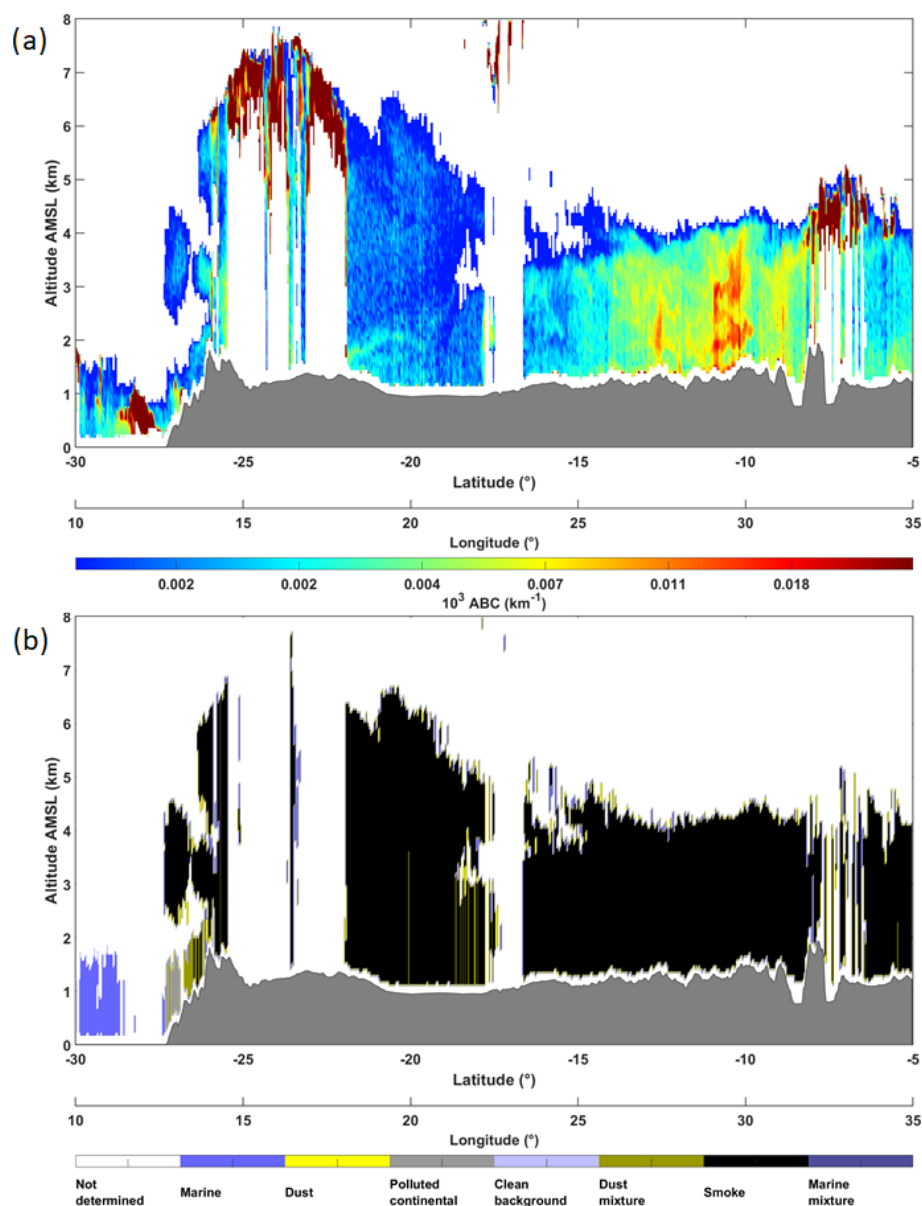 (a)
8
7
6
5
4
3
2
1
0
Altitude AMSL (km)
-30 -25 -20 -15 -10 -5
Latitude (°)
10 15 20 25 30 35
Longitude (°)
0.002 0.002 0.004 0.007 0.011 0.018
10³ ABC (km⁻¹)
(b)
8
7
6
5
4
3
2
1
0
Altitude AMSL (km)
-30 -25 -20 -15 -10 -5
Latitude (°)
10 15 20 25 30 35
Longitude (°)
Not determined
Marine
Dust
Polluted continental
Clean background
Dust mixture
Smoke
Marine mixture